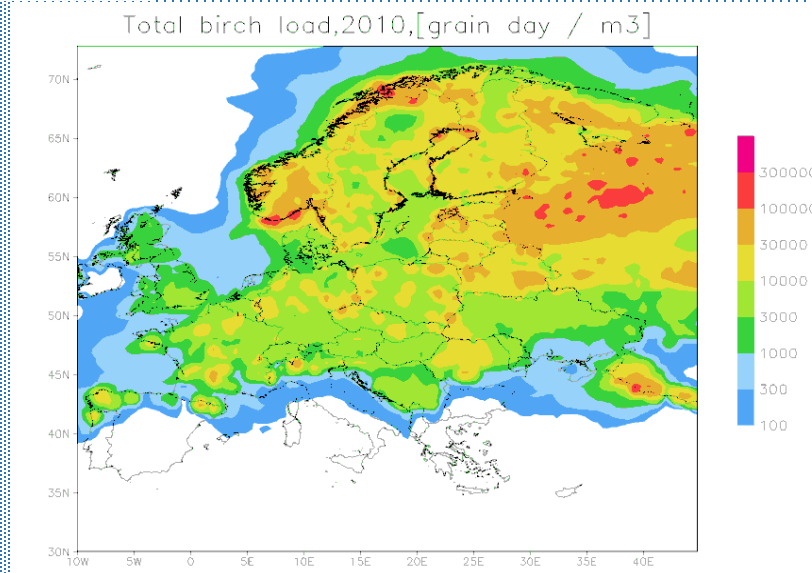 Total birch load,2010,[grain day / m3]
70N
65N
60N
55N
50N
45N
40N
35N
30N
10W 5W 0 5E 10E 15E 20E 25E 30E 35E 40E
300000
100000
30000
10000
3000
1000
300
100